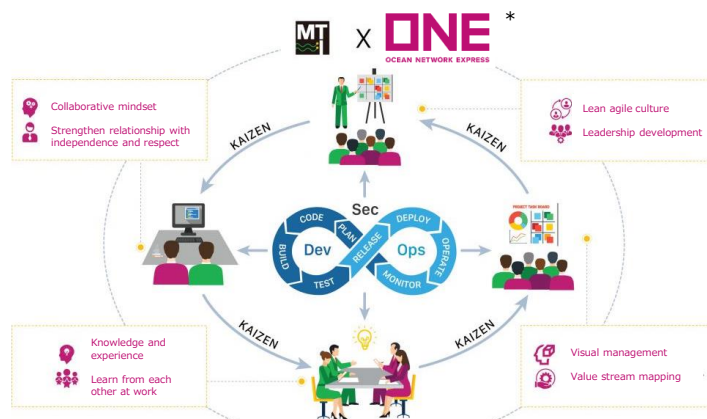 MTI X ONE *
OCEAN NETWORK EXPRESS
Collaborative mindset
Strengthen relationship with
independence and respect
Lean agile culture
Leadership development
KAIZEN
KAIZEN
PROJECT TASK BOARD
Sec
CODE
PLAN
DEPLOY
Dev
RELEASE
Ops
OPERATE
BUILD
TEST
MONITOR
KAIZEN
KAIZEN
Knowledge and
experience
Learn from each
other at work
Visual management
Value stream mapping